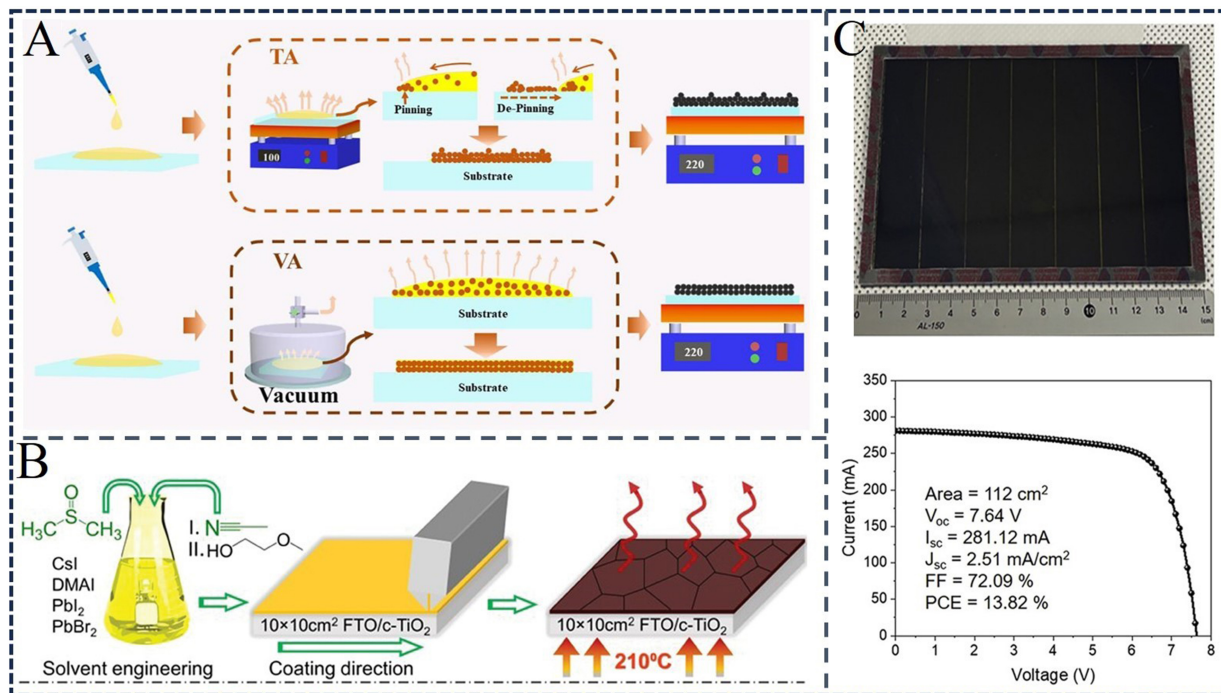 A
TA
Pinning
De-Pinning
100
Substrate
220
VA
Vacuum
Substrate
Substrate
220
B
O
H₃C S CH₃
I. N
II. HO O
CsI
DMAI
PbI₂
PbBr₂
Solvent engineering
10×10cm² FTO/c-TiO₂
Coating direction
10×10cm² FTO/c-TiO₂
210⁰C
C
0 1 2 3 4 5 6 7 8 9 10 11 12 13 14 15
AL-150
(cm)
350
300
250
200
150
100
50
0
Current (mA)
Area = 112 cm²
Voc = 7.64 V
Isc = 281.12 mA
Jsc = 2.51 mA/cm²
FF = 72.09 %
PCE = 13.82 %
0 1 2 3 4 5 6 7 8
Voltage (V)